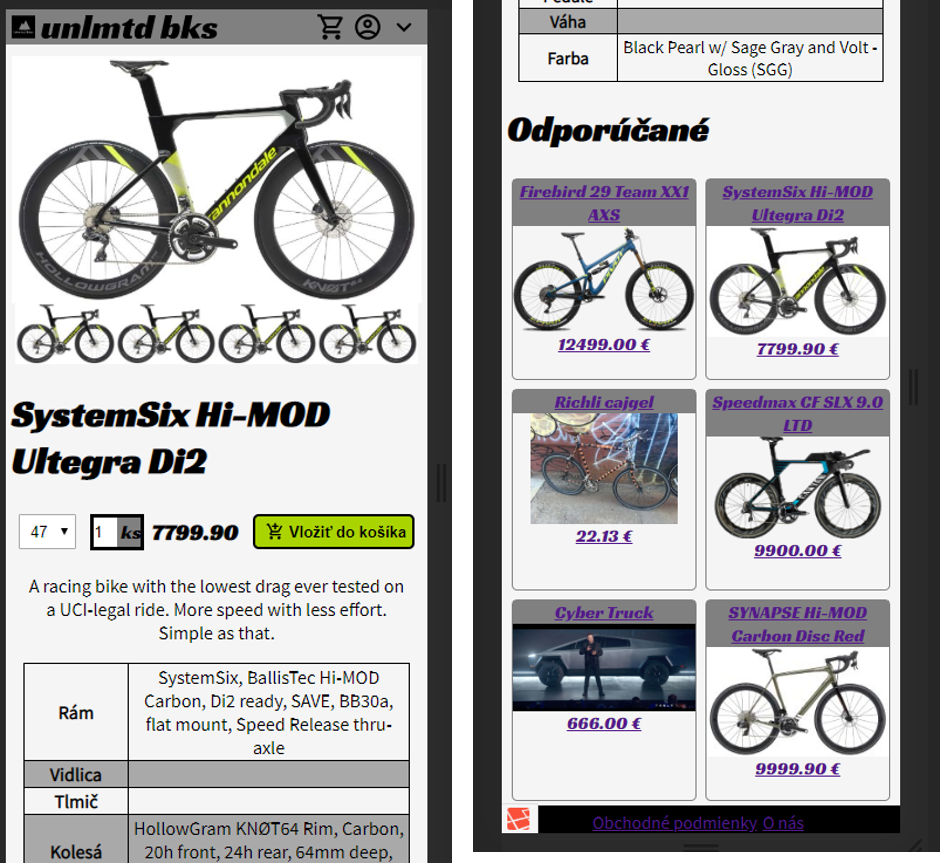 unlmtd bks
cannondale
HOLLOWGRAM
KNØT64
SystemSix Hi-MOD
Ultegra Di2
47
1 ks
7799.90
Vložiť do košíka
A racing bike with the lowest drag ever tested on
a UCI-legal ride. More speed with less effort.
Simple as that.
Rám
SystemSix, BallisTec Hi-MOD
Carbon, Di2 ready, SAVE, BB30a,
flat mount, Speed Release thru-
axle
Vidlica
Tlmič
Kolesá
HollowGram KNØT64 Rim, Carbon,
20h front, 24h rear, 64mm deep,
Pedále
Váha
Farba
Black Pearl w/ Sage Gray and Volt -
Gloss (SGG)
Odporúčané
Firebird 29 Team XX1
AXS
12499.00 €
SystemSix Hi-MOD
Ultegra Di2
7799.90 €
Richli cajgel
22.13 €
Speedmax CF SLX 9.0
LTD
CANYON
9900.00 €
Cyber Truck
666.00 €
SYNAPSE Hi-MOD
Carbon Disc Red
9999.90 €
Obchodné podmienky O nás